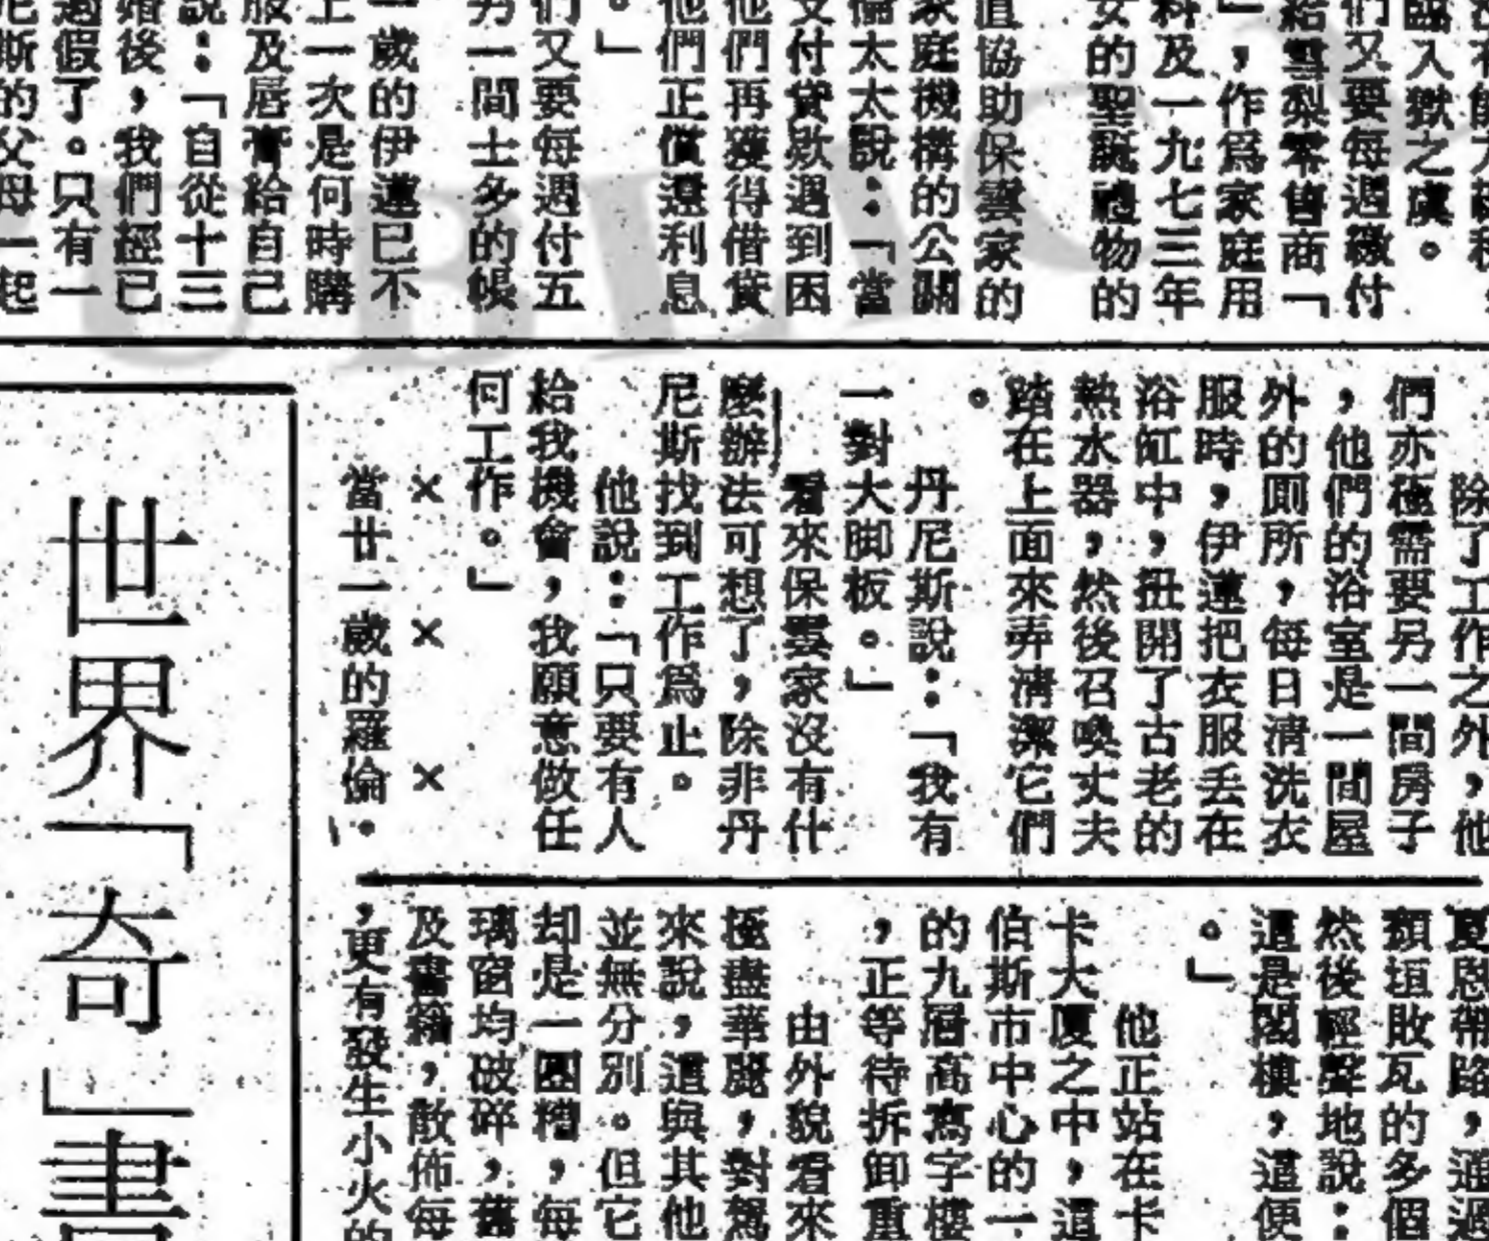 臨入獄之虞。
們又要每週繳付
給雪梨零售商「
」，作爲家庭用
料及一九七三年
女的聖誕禮物的
直協助保雲家的
家庭機構的公關
倫太太說：「當
又付貸款遇到困
他們再獲得借貸
他們正償還利息
。」
們又要每週付五
另一間士多的帳
一歲的伊蓮已不
上一次是何時購
服及唇膏給自己
說：「自從十三
婚後，我們經已
過假了。只有一
尼斯的父母一起
除了工作之外，他
們亦極需要另一間房子
，他們的浴室是一間屋
外的厠所，每日清洗衣
服時，伊蓮把衣服丢在
浴缸中，扭開了古老的
熱水器，然後召喚丈夫
踏在上面來弄清潔它們
。
丹尼斯說：「我有
一對大脚板。」
看來保雲家沒有什
麼辦法可想了，除非丹
尼斯找到工作爲止。
他說：「只要有人
給我機會，我願意做任
何工作。」
×　×　×
當廿一歲的羅倫。
夏恩帶路，通過
頹垣敗瓦的多個
然後輕聲地說：
這是閣樓，這便
。」
他正站在卡
卡大厦之中，這
伯斯市中心的一
的九層高寫字樓
，正等待拆卸重
由外貌看來
極盡華麗，對駕
來說，這與其他
並無分別。但它
却是一團糟，每
璃窗均破碎，舊
及書籍，散佈每
，更有發生小火的
世界「奇」書